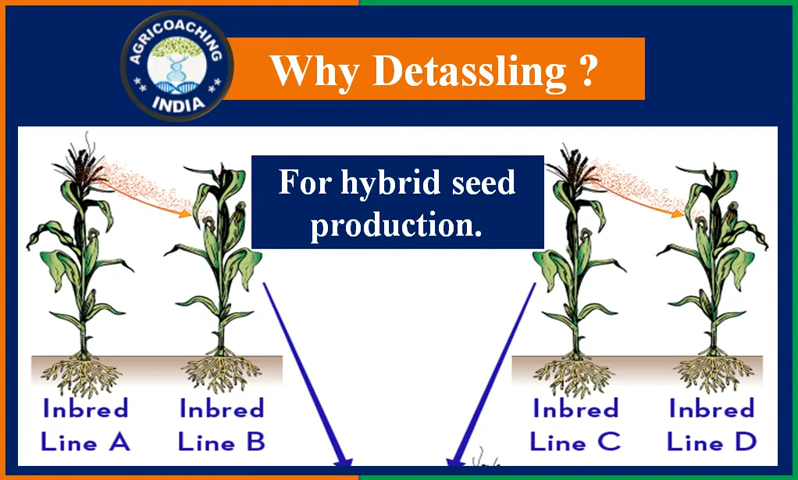 AGRICOACHING
INDIA
Why Detassling ?
For hybrid seed
production.
Inbred
Line A
Inbred
Line B
Inbred
Line C
Inbred
Line D